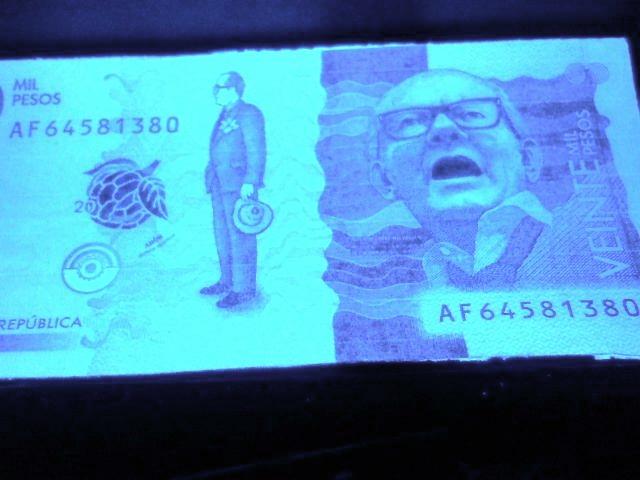 MIL
PESOS
AF64581380
20
REPÚBLICA
VEINTE MIL
PESOS
AF64581380